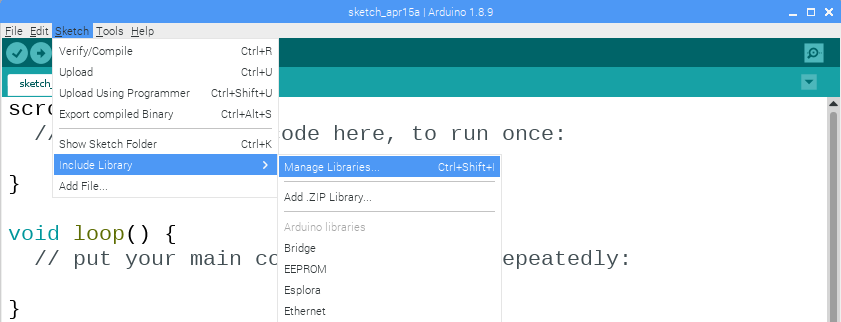 sketch_apr15a | Arduino 1.8.9
File Edit Sketch Tools Help
Verify/Compile Ctrl+R
Upload Ctrl+U
Upload Using Programmer Ctrl+Shift+U
Export compiled Binary Ctrl+Alt+S
Show Sketch Folder Ctrl+K
Include Library
Add File...
Manage Libraries... Ctrl+Shift+I
Add .ZIP Library...
Arduino libraries
Bridge
EEPROM
Esplora
Ethernet
sketch_
scro
// ode here, to run once:
}
void loop() {
// put your main co epeatedly:
}